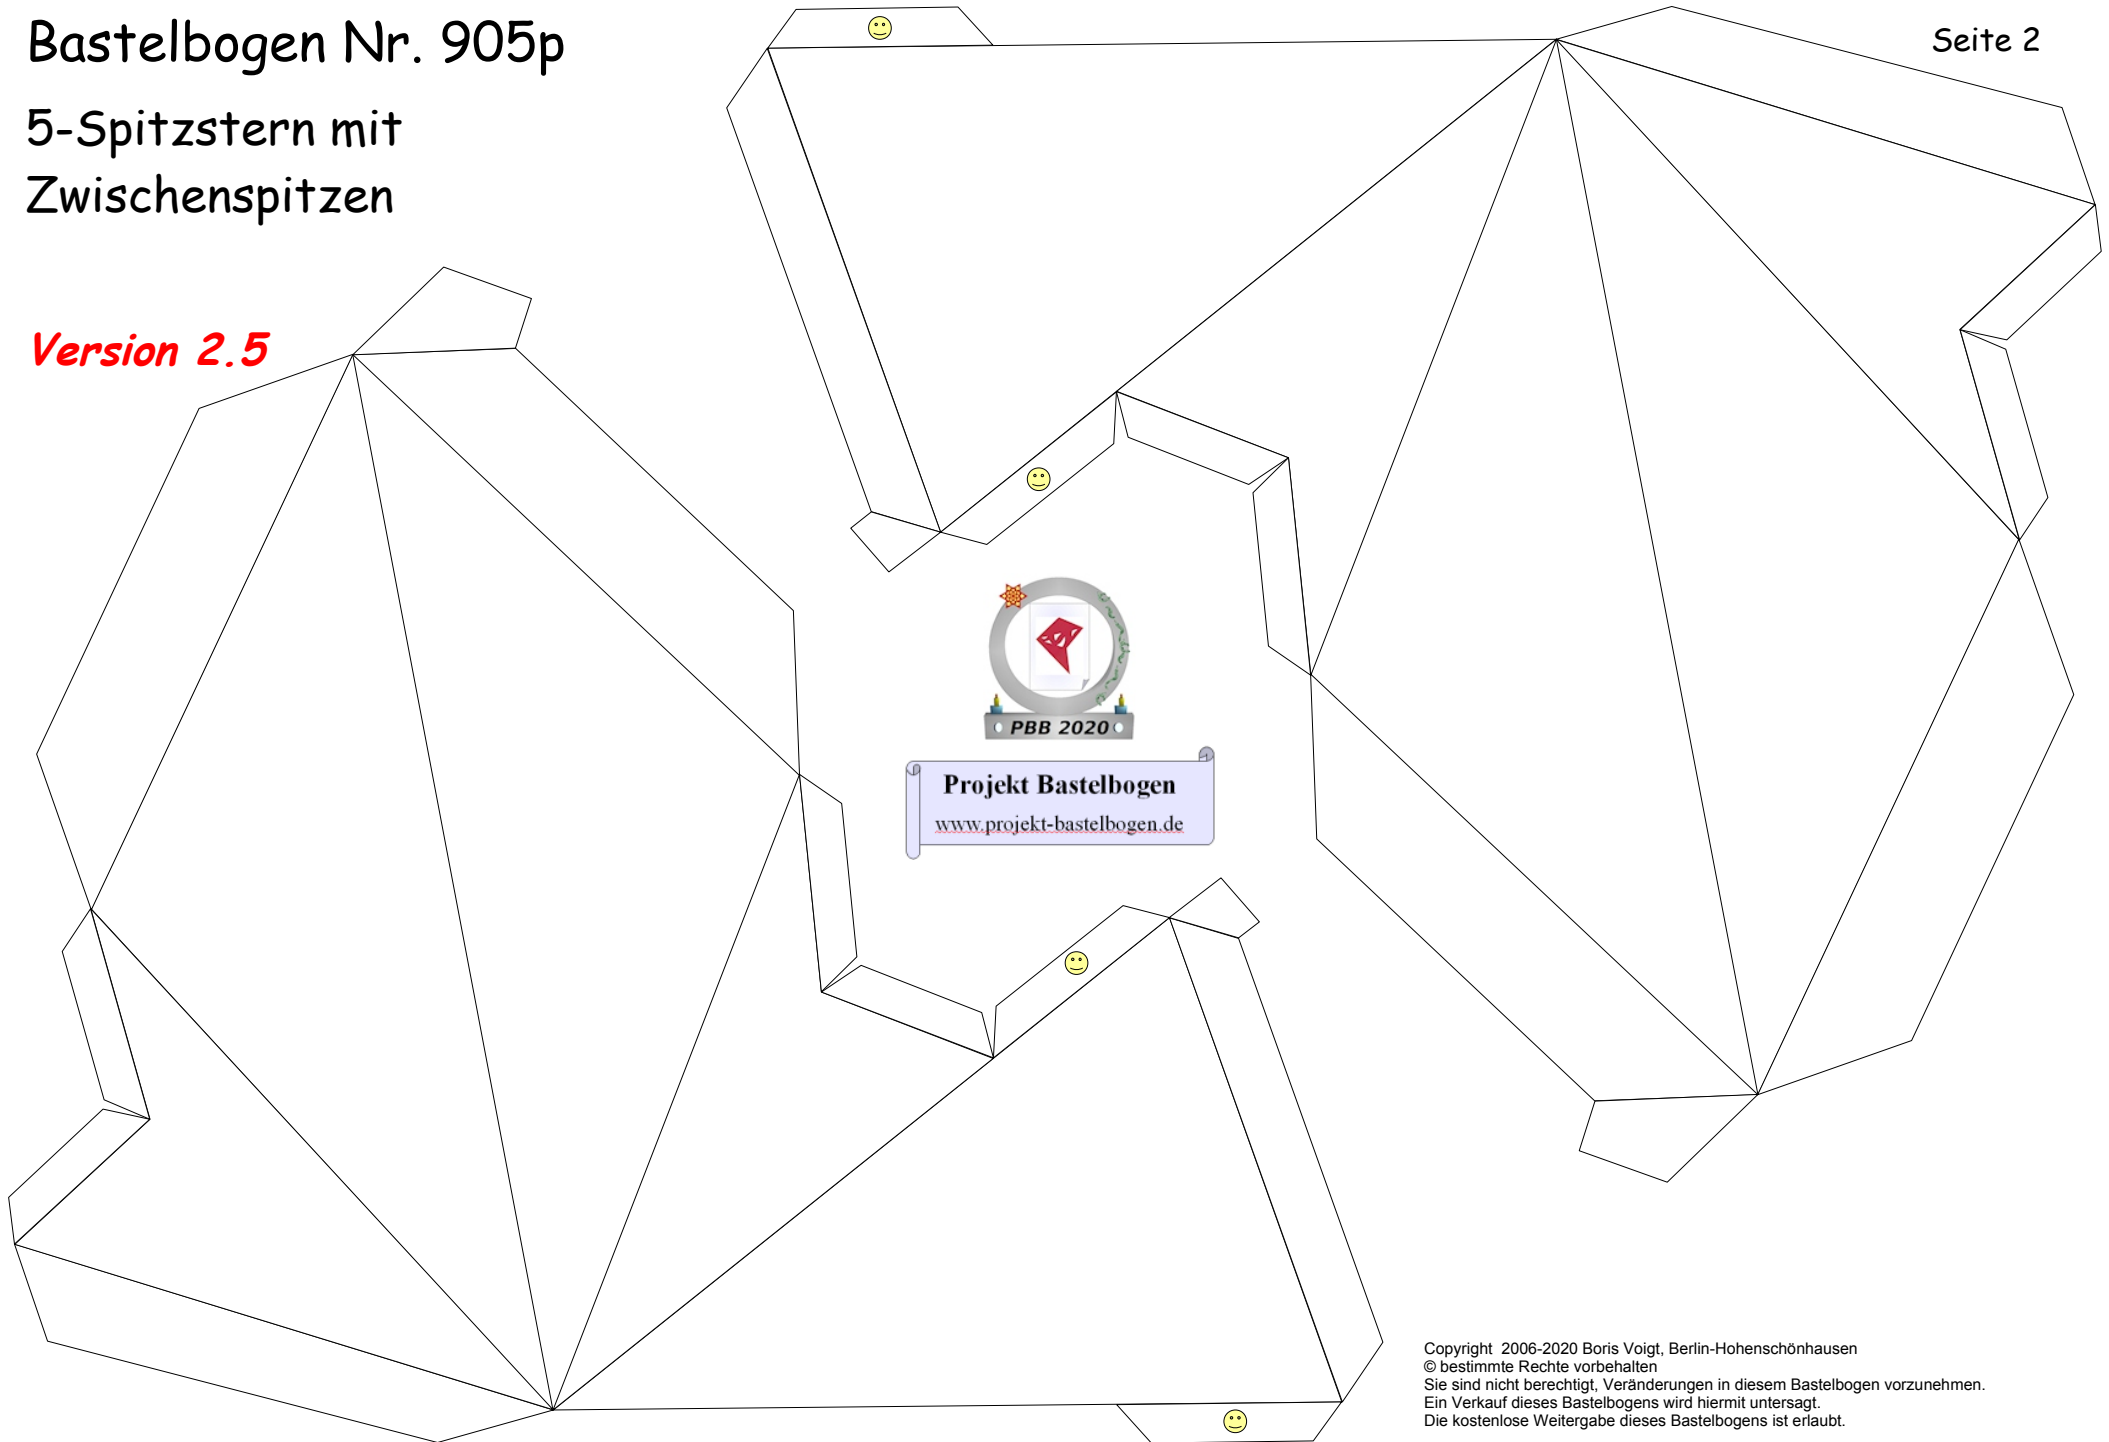 Bastelbogen Nr. 905p
Seite 2
5-Spitzstern mit
Zwischenspitzen
Version 2.5
PBB 2020
Projekt Bastelbogen
www.projekt-bastelbogen.de
Copyright  2006-2020 Boris Voigt, Berlin-Hohenschönhausen
© bestimmte Rechte vorbehalten
Sie sind nicht berechtigt, Veränderungen in diesem Bastelbogen vorzunehmen.
Ein Verkauf dieses Bastelbogens wird hiermit untersagt.
Die kostenlose Weitergabe dieses Bastelbogens ist erlaubt.